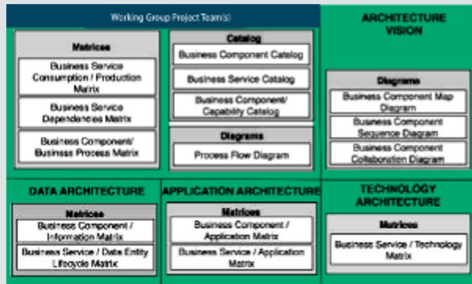 Working Group Project Team(s)
Matrices
Business Service
Consumption / Production
Matrix
Business Service
Dependencies Matrix
Business Component/
Business Process Matrix
Catalog
Business Component Catalog
Business Service Catalog
Business Component/
Capability Catalog
Diagrams
Process Flow Diagram
ARCHITECTURE
VISION
Diagrams
Business Component Map
Diagram
Business Component
Sequence Diagram
Business Component
Collaboration Diagram
DATA ARCHITECTURE
Matrices
Business Component /
Information Matrix
Business Service / Data Entity
Lifecycle Matrix
APPLICATION ARCHITECTURE
Matrices
Business Component /
Application Matrix
Business Service / Application
Matrix
TECHNOLOGY
ARCHITECTURE
Matrices
Business Service / Technology
Matrix